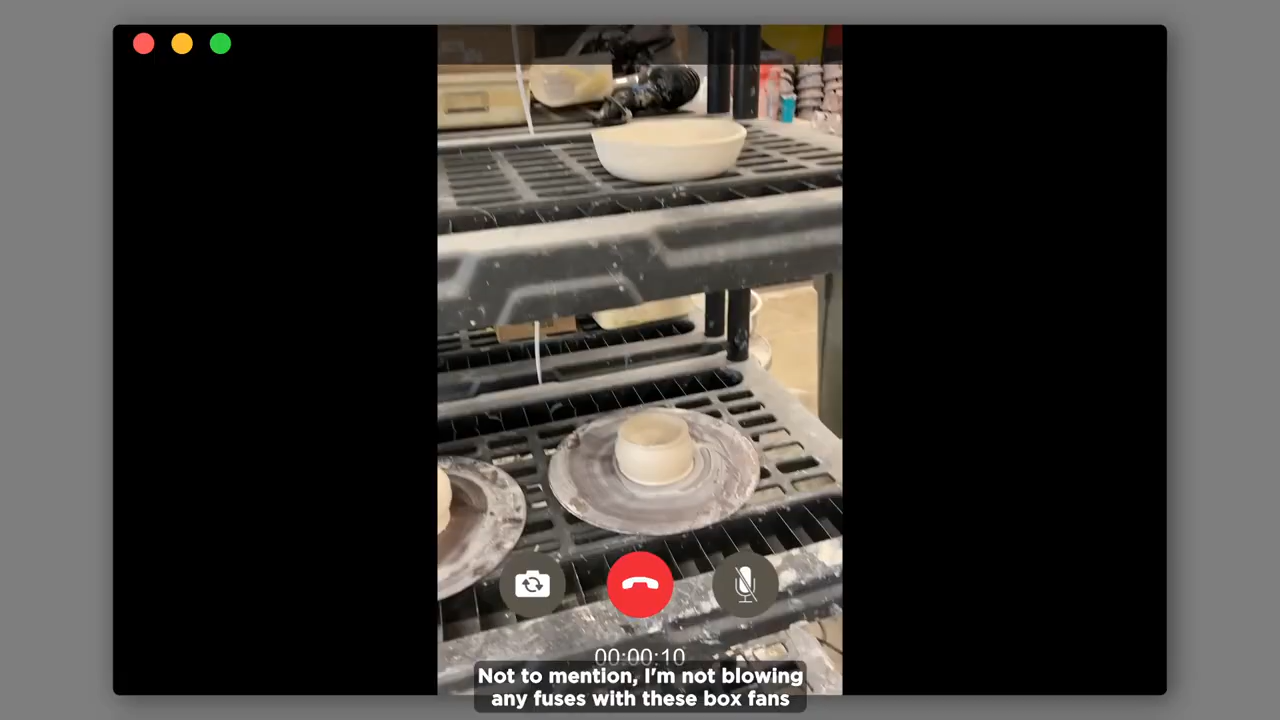 00:00:10
Not to mention, I'm not blowing
any fuses with these box fans